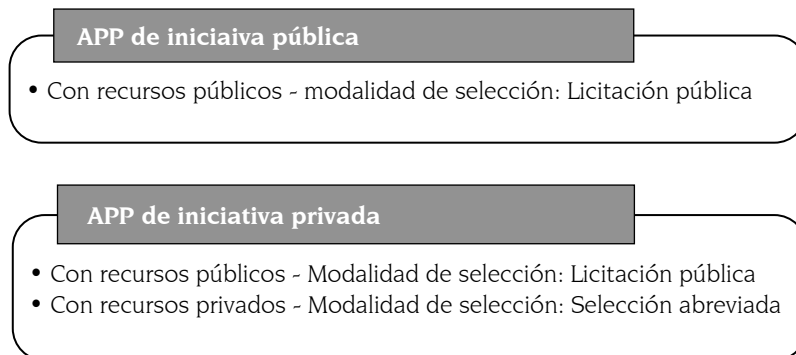 APP de iniciaiva pública
• Con recursos públicos - modalidad de selección: Licitación pública
APP de iniciativa privada
• Con recursos públicos - Modalidad de selección: Licitación pública
• Con recursos privados - Modalidad de selección: Selección abreviada